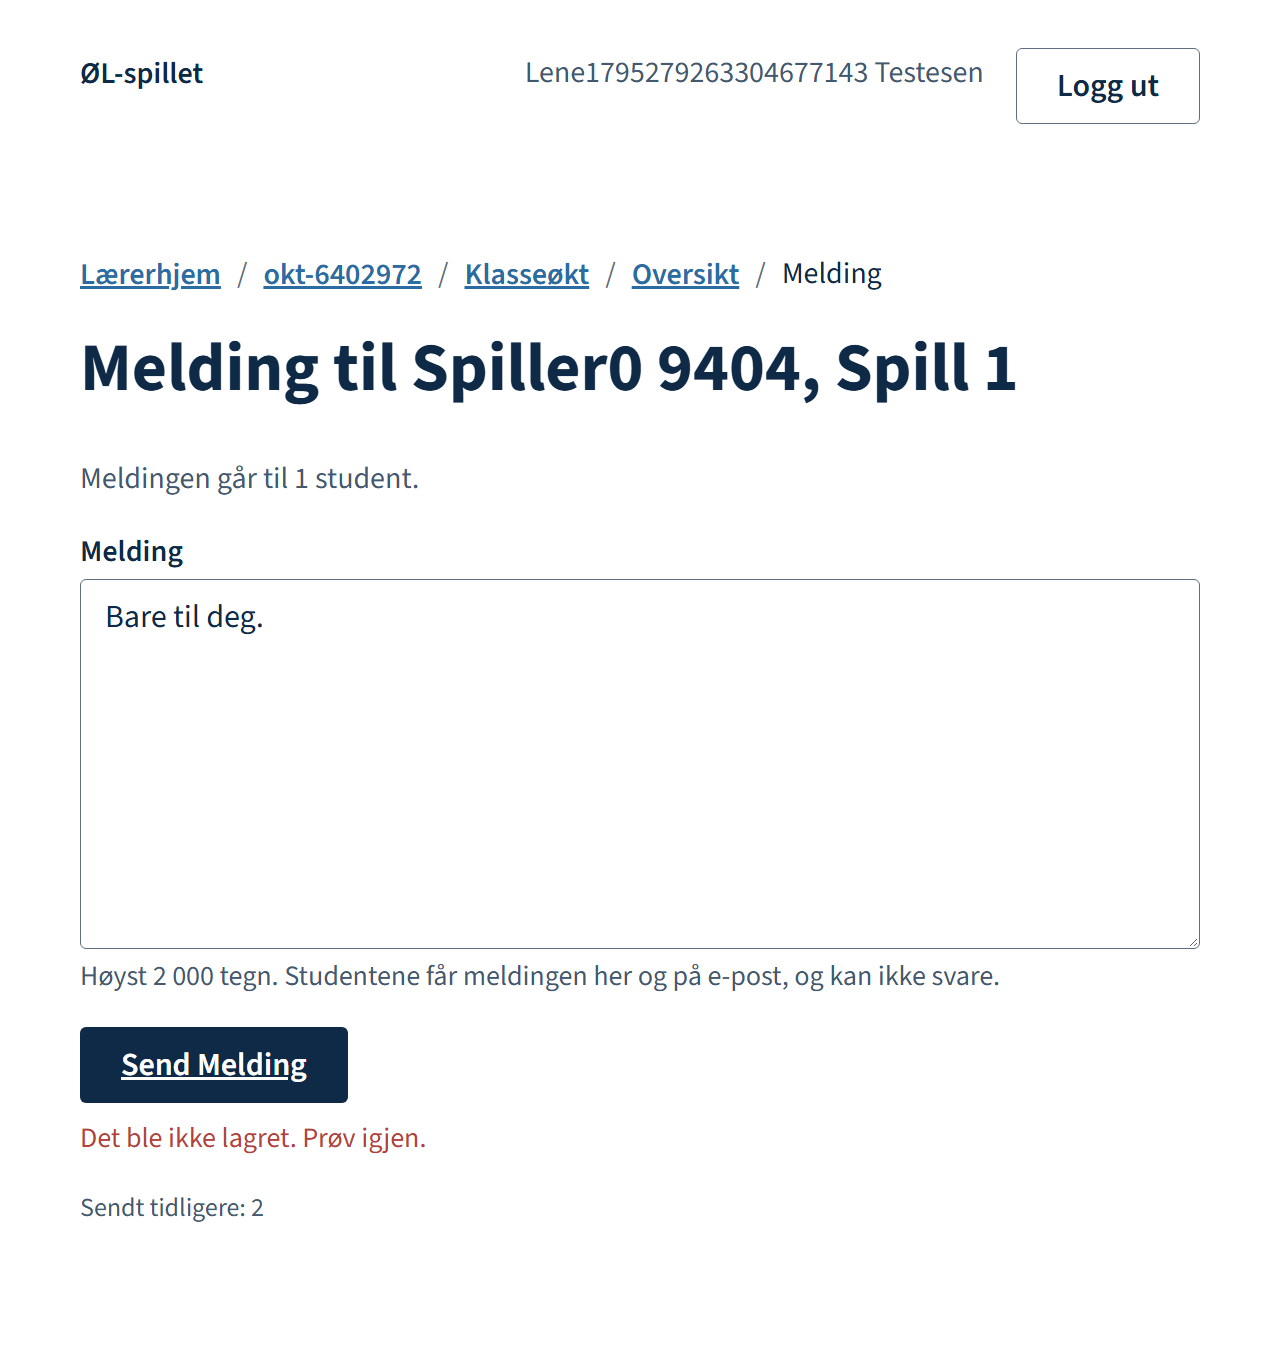 ØL-spillet
Lene1795279263304677143 Testesen
Logg ut
Lærerhjem / okt-6402972 / Klasseøkt / Oversikt / Melding
Melding til Spiller0 9404, Spill 1
Meldingen går til 1 student.
Melding
Bare til deg.
Høyst 2 000 tegn. Studentene får meldingen her og på e-post, og kan ikke svare.
Send Melding
Det ble ikke lagret. Prøv igjen.
Sendt tidligere: 2